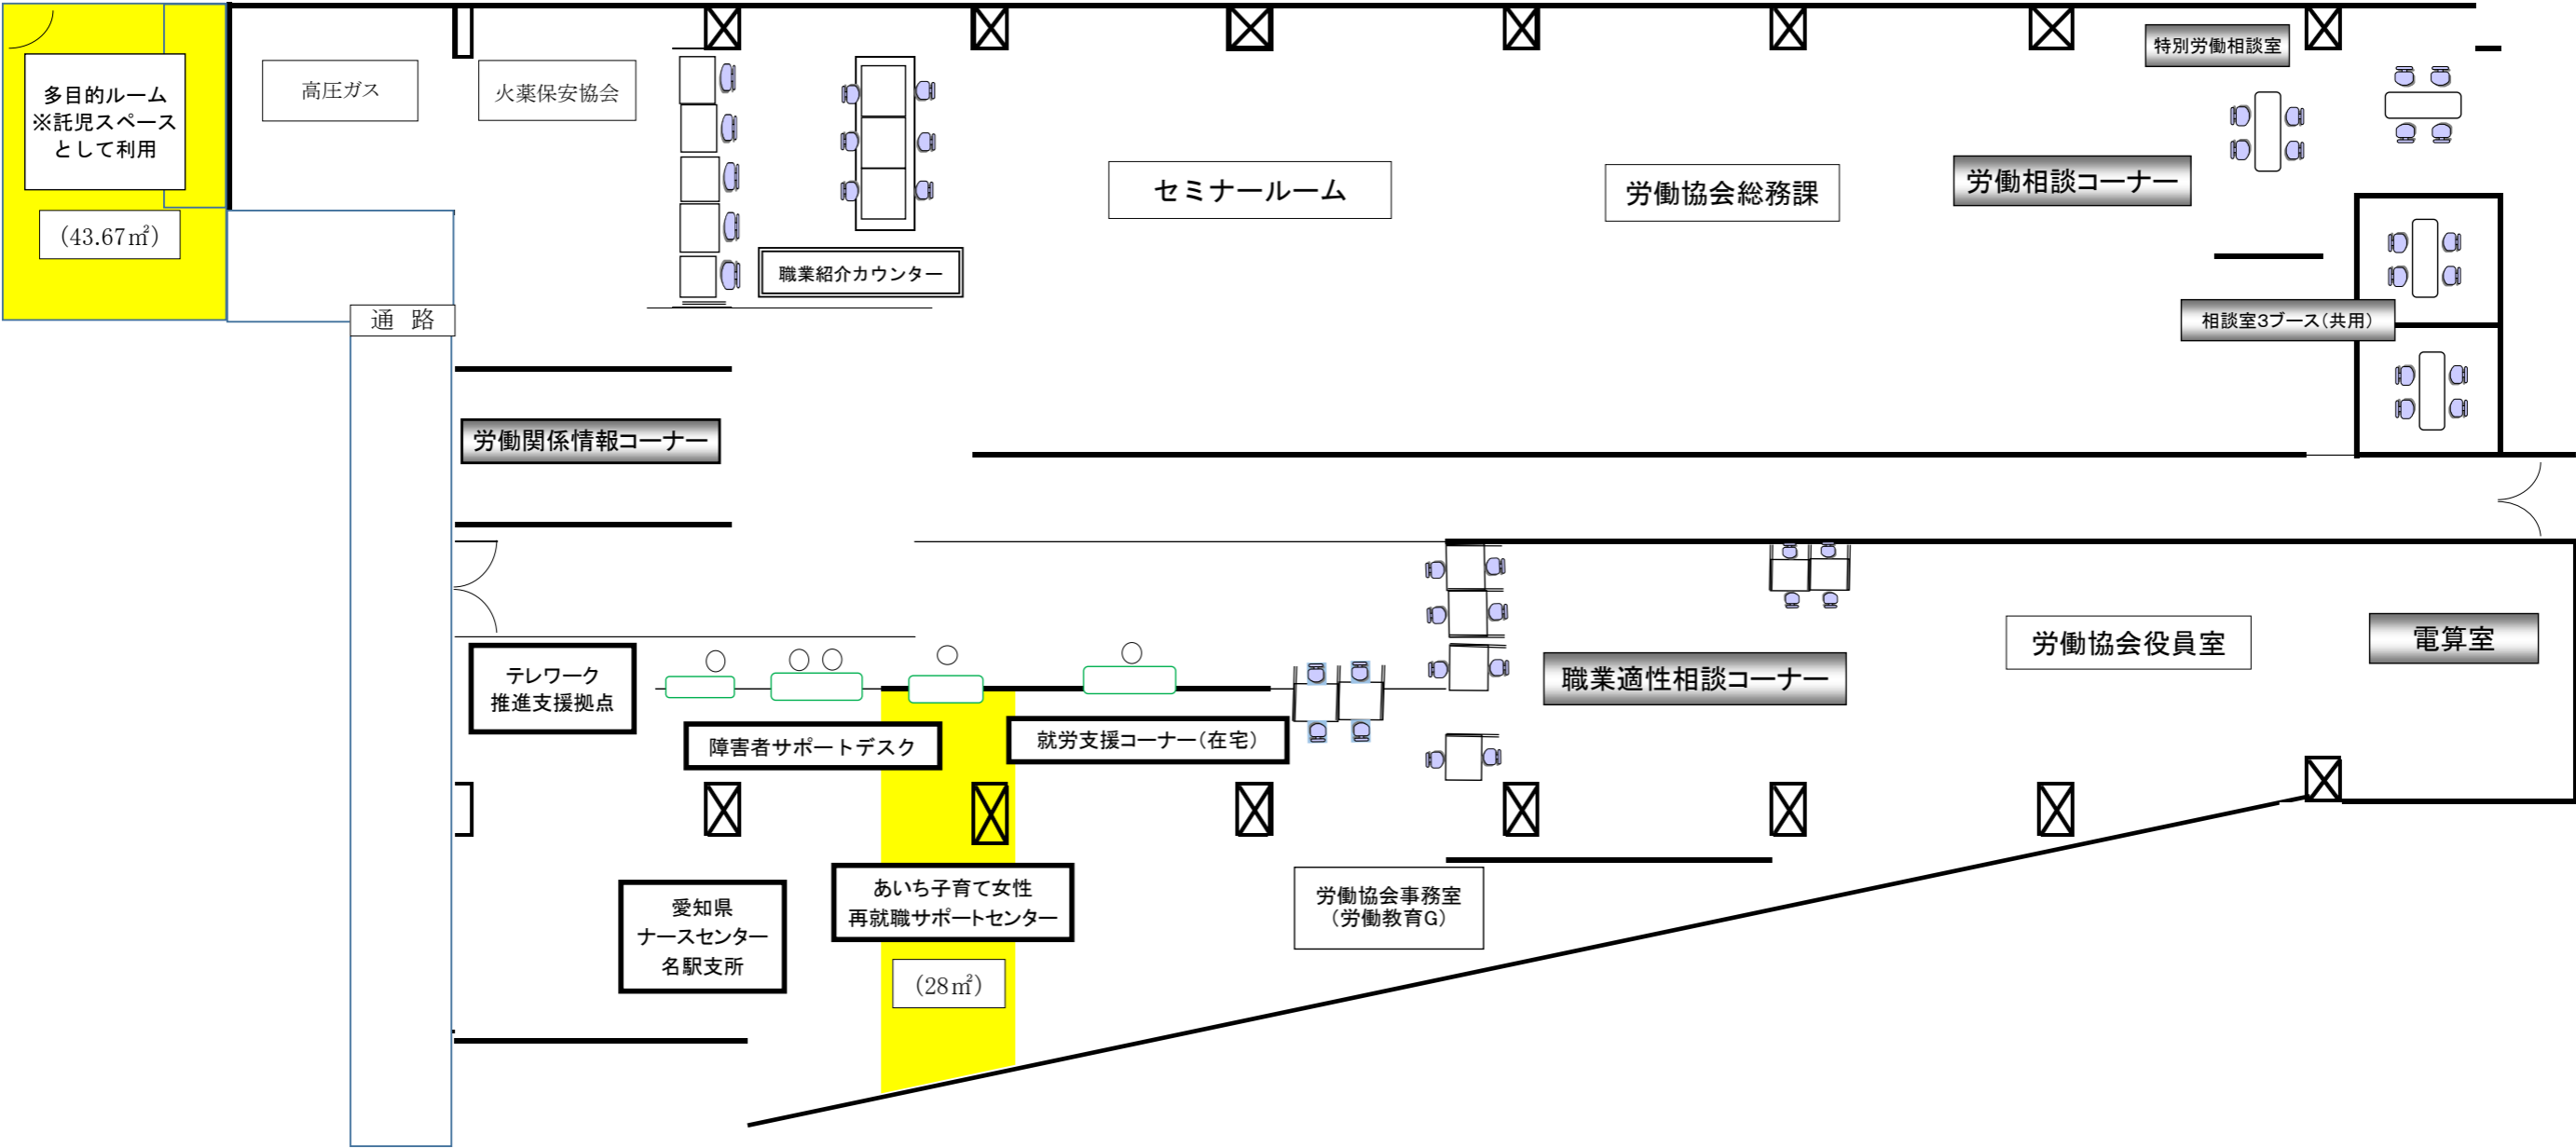 多目的ルーム
※託児スペース
として利用
(43.67㎡)
高圧ガス
火薬保安協会
職業紹介カウンター
セミナールーム
労働協会総務課
労働相談コーナー
特別労働相談室
相談室3ブース(共用)
通 路
労働関係情報コーナー
テレワーク
推進支援拠点
障害者サポートデスク
就労支援コーナー(在宅)
職業適性相談コーナー
労働協会役員室
電算室
愛知県
ナースセンター
名駅支所
あいち子育て女性
再就職サポートセンター
(28㎡)
労働協会事務室
(労働教育G)